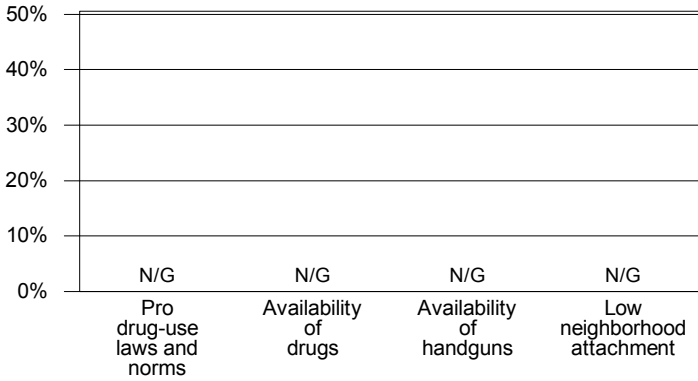 50%
40%
30%
20%
10%
0%
N/G N/G N/G N/G
Pro
drug-use
laws and
norms
Availability
of
drugs
Availability
of
handguns
Low
neighborhood
attachment